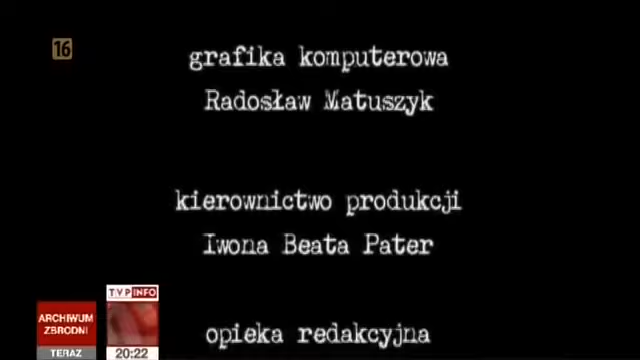 16
grafika komputerowa
Radosław Matuszyk
kierownictwo produkcji
Iwona Beata Pater
opieka redakcyjna
TVP INFO
ARCHIWUM
ZBRODNI
TERAZ
20:22